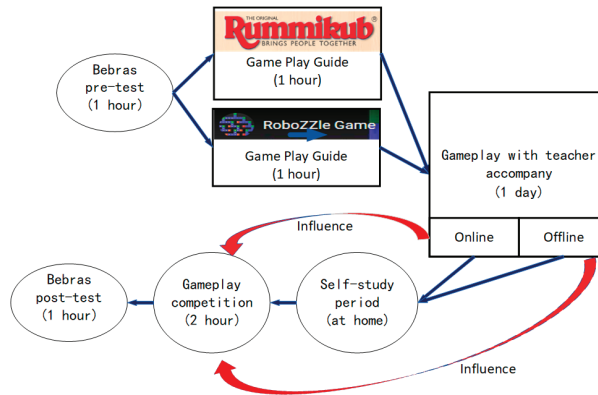 THE ORIGINAL
Rummikub®
BRINGS PEOPLE TOGETHER
Game Play Guide
(1 hour)
Bebras
pre-test
(1 hour)
RoboZZle Game
Game Play Guide
(1 hour)
Gameplay with teacher
accompany
(1 day)
Online
Offline
Influence
Bebras
post-test
(1 hour)
Gameplay
competition
(2 hour)
Self-study
period
(at home)
Influence